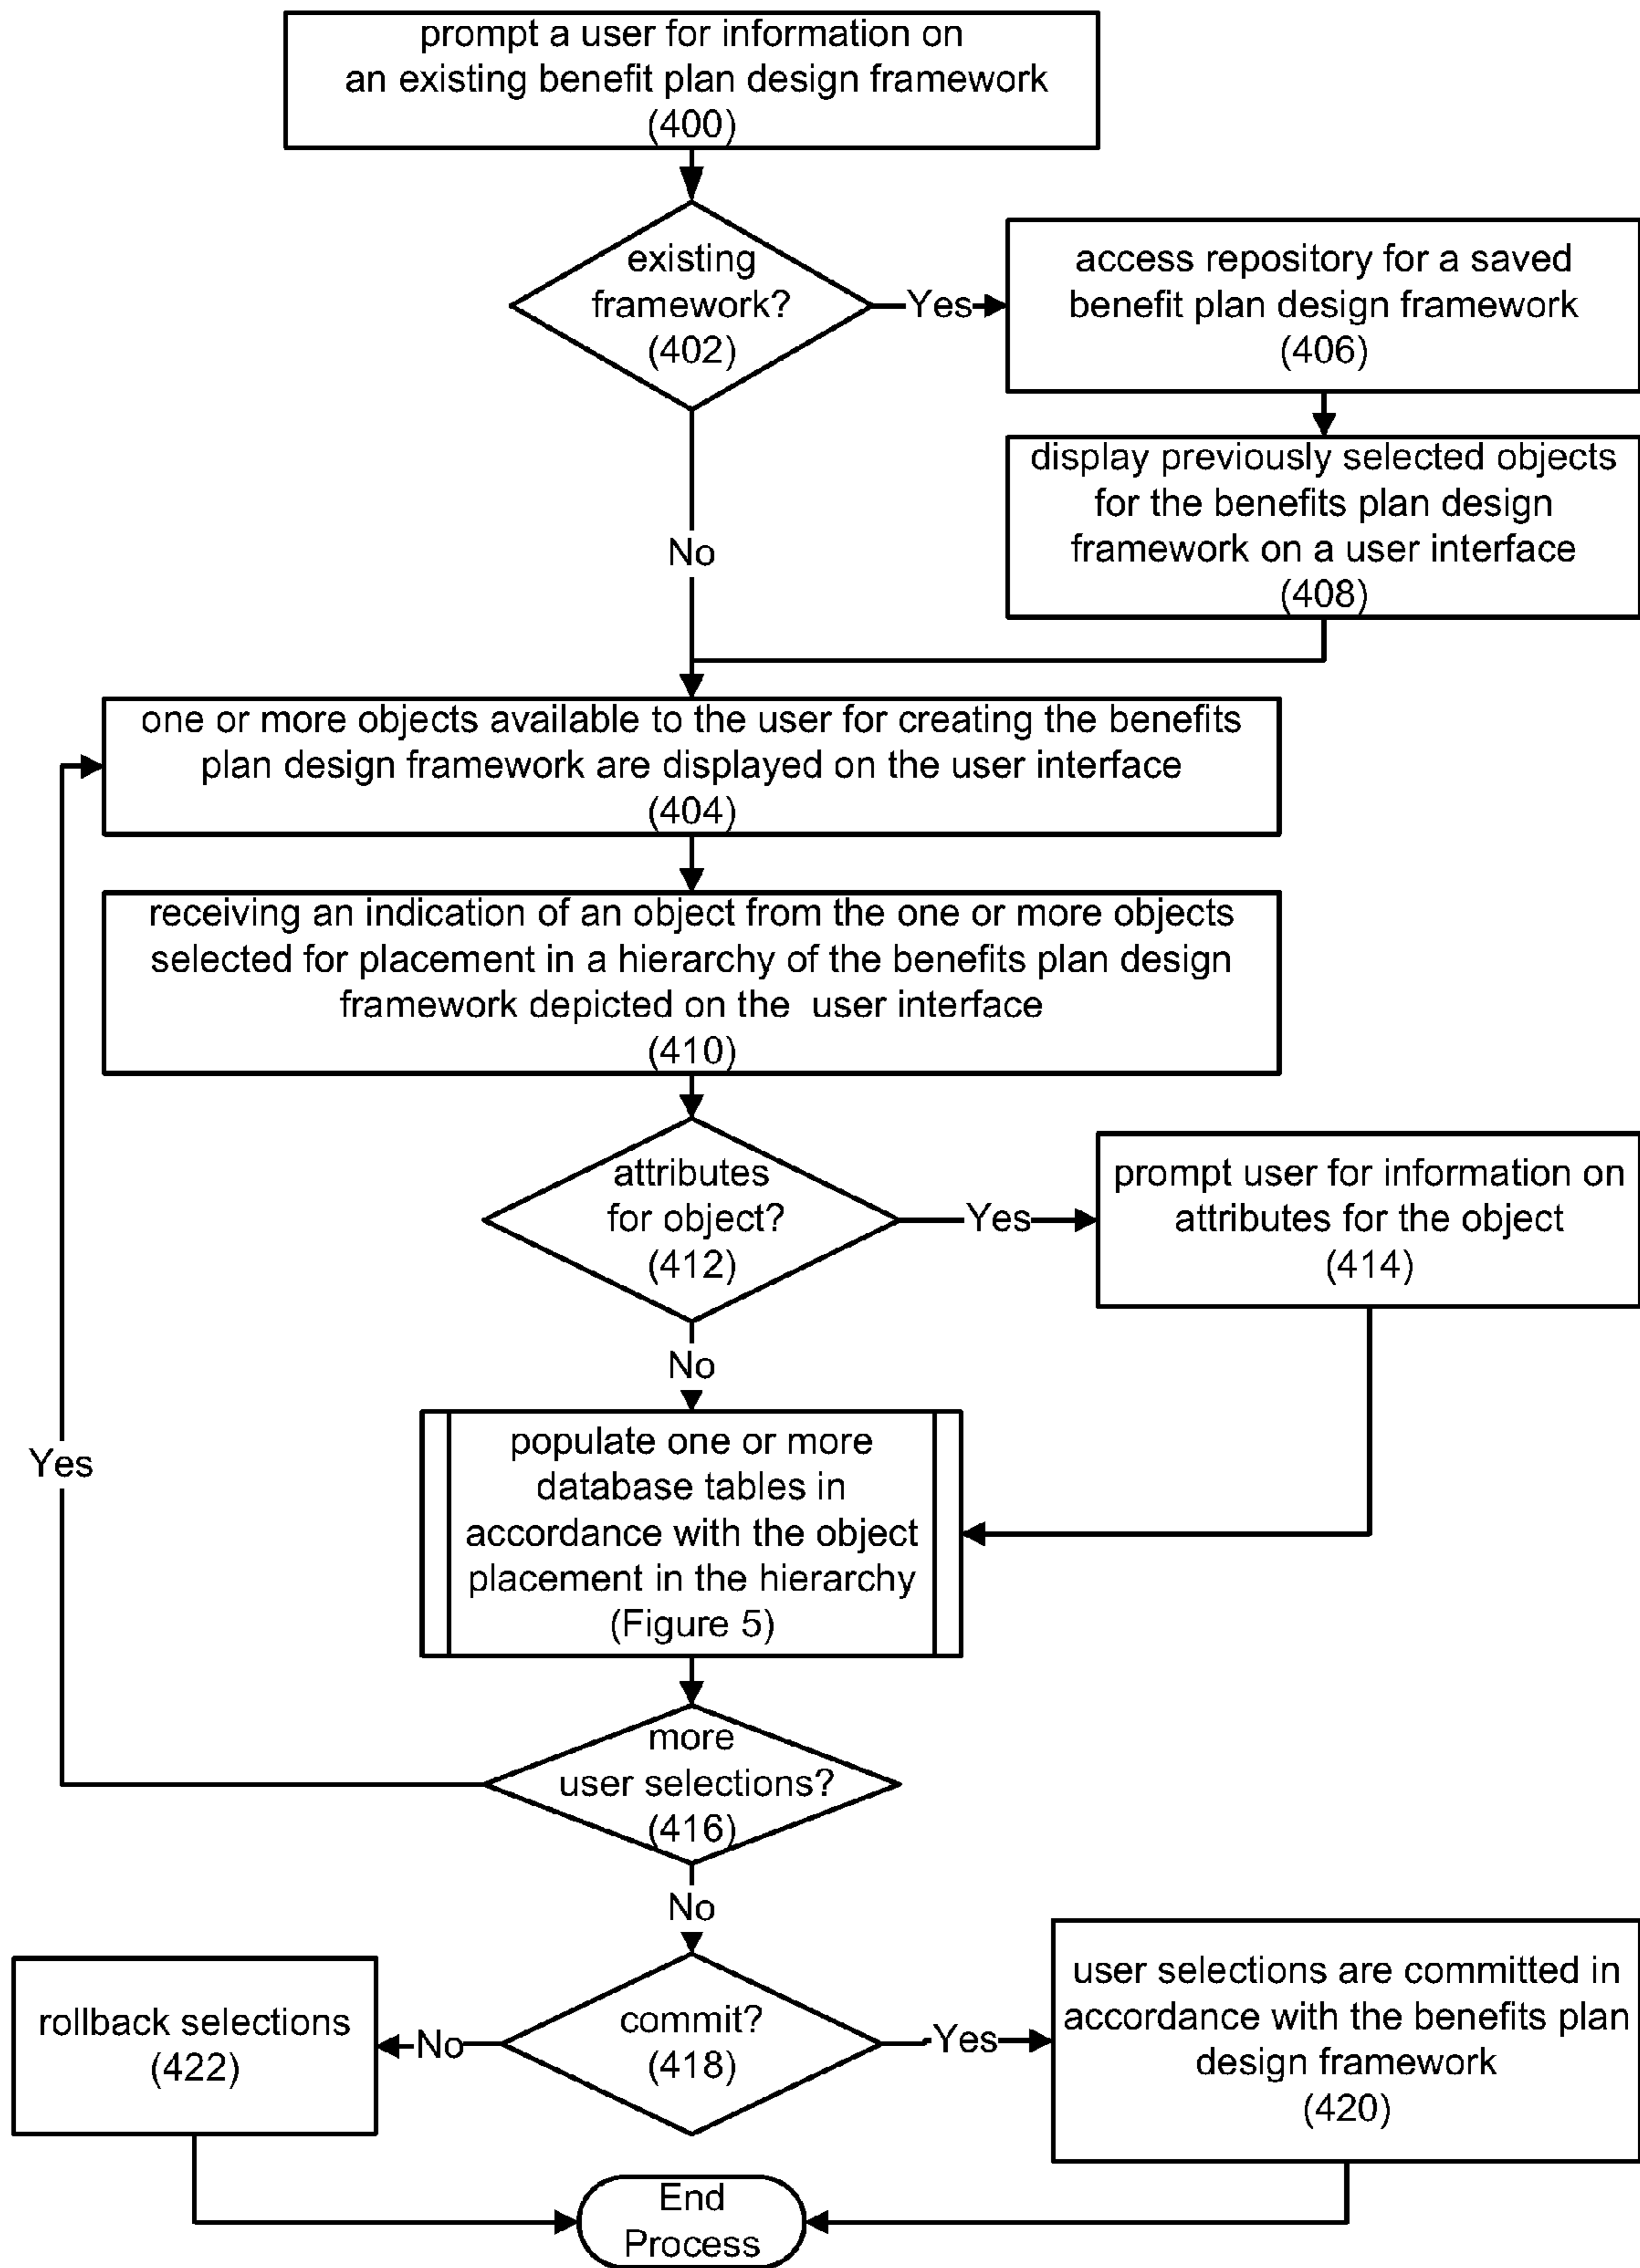 prompt a user for information on
an existing benefit plan design framework
(400)
existing
framework?
(402)
Yes
access repository for a saved
benefit plan design framework
(406)
display previously selected objects
for the benefits plan design
framework on a user interface
(408)
No
one or more objects available to the user for creating the benefits
plan design framework are displayed on the user interface
(404)
receiving an indication of an object from the one or more objects
selected for placement in a hierarchy of the benefits plan design
framework depicted on the user interface
(410)
attributes
for object?
(412)
Yes
prompt user for information on
attributes for the object
(414)
No
populate one or more
database tables in
accordance with the object
placement in the hierarchy
(Figure 5)
Yes
more
user selections?
(416)
No
commit?
(418)
No
rollback selections
(422)
Yes
user selections are committed in
accordance with the benefits plan
design framework
(420)
End
Process